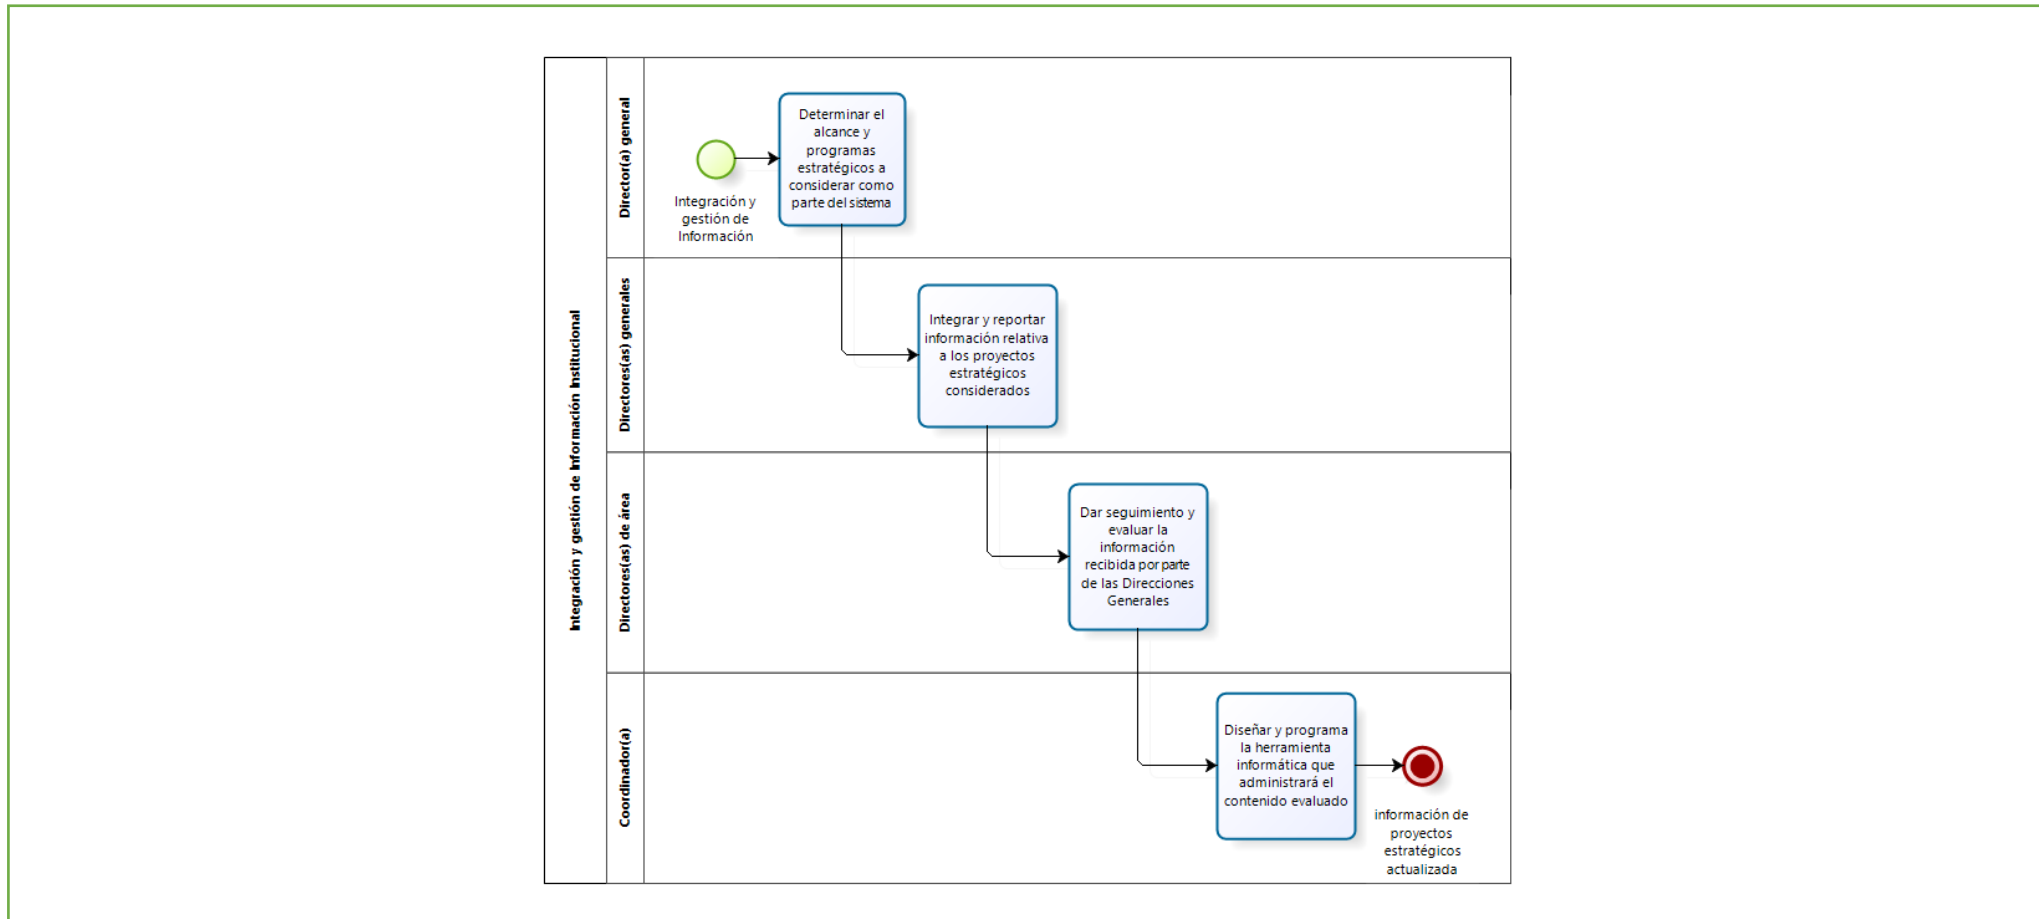 Integración y gestión de Información Institucional
Director(a) general
Integración y
gestión de
Información
Determinar el
alcance y
programas
estratégicos a
considerar como
parte del sistema
Directores(as) generales
Integrar y reportar
información relativa
a los proyectos
estratégicos
considerados
Directores(as) de área
Dar seguimiento y
evaluar la
información
recibida por parte
de las Direcciones
Generales
Coordinador(a)
Diseñar y programa
la herramienta
informática que
administrará el
contenido evaluado
información de
proyectos
estratégicos
actualizada